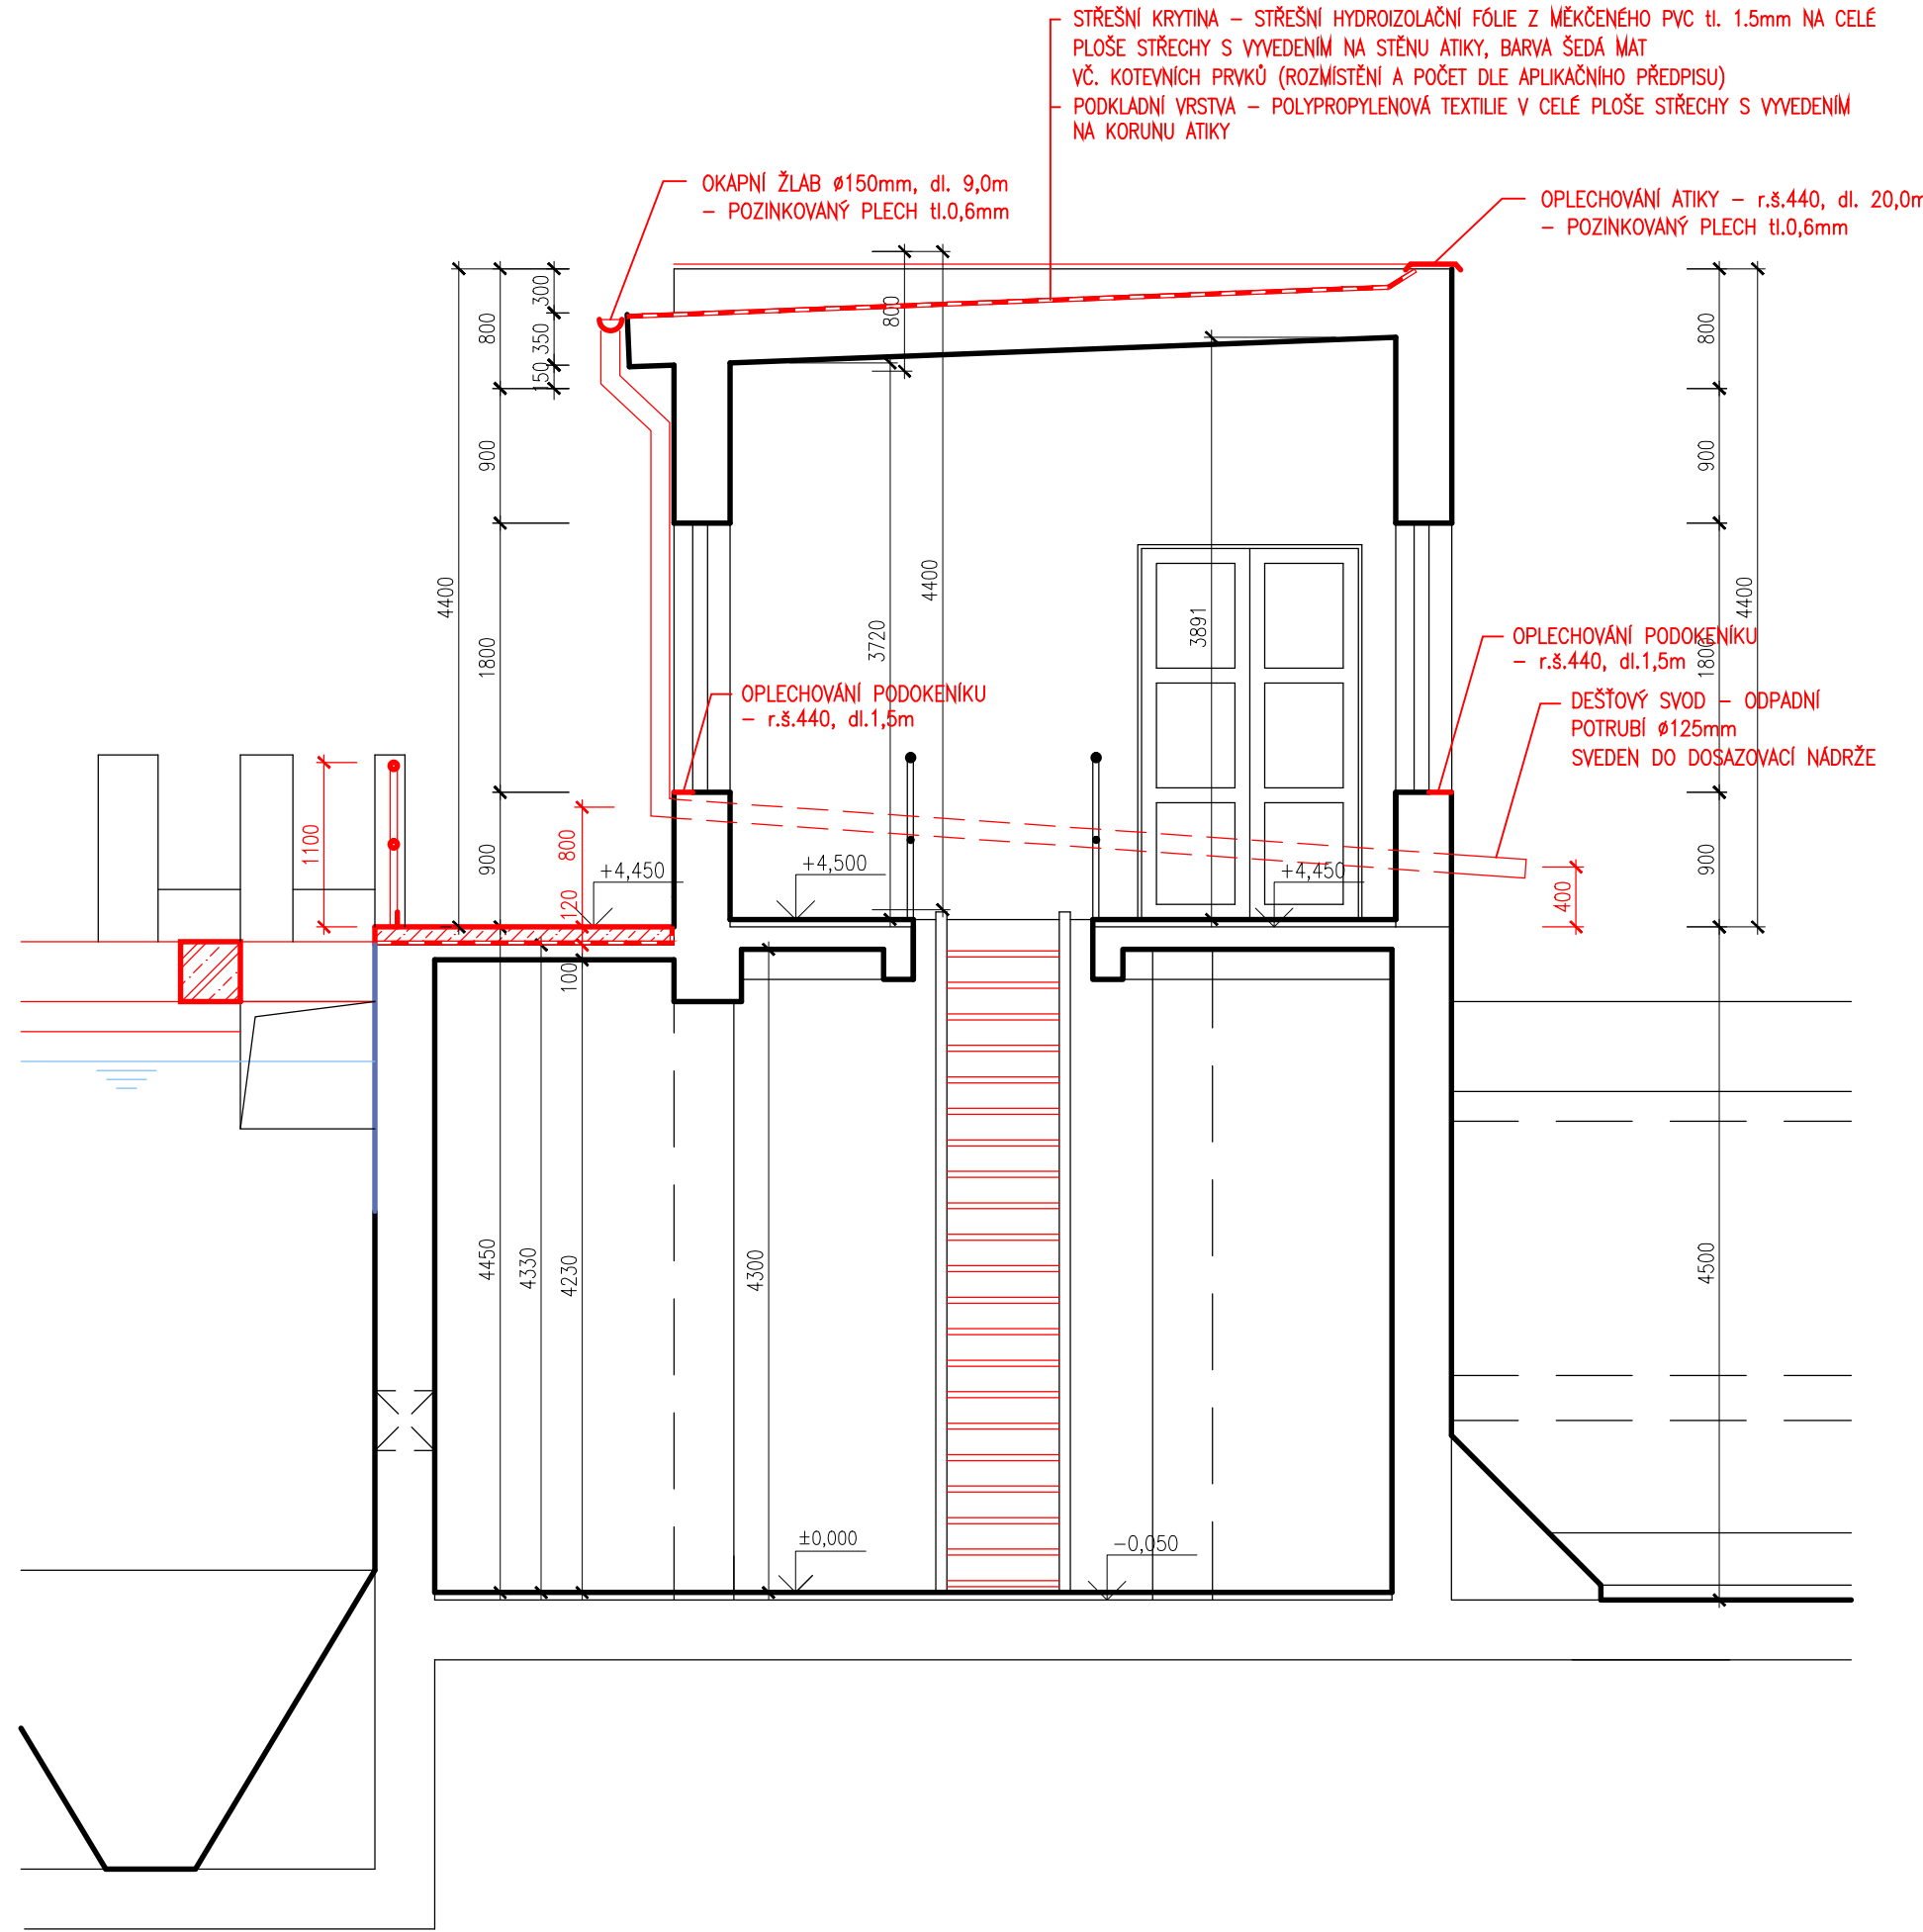 STŘEŠNÍ KRYTINA – STŘEŠNÍ HYDROIZOLAČNÍ FÓLIE Z MĚKČENÉHO PVC tl. 1.5mm NA CELÉ
PLOŠE STŘECHY S VYVEDENÍM NA STĚNU ATIKY, BARVA ŠEDÁ MAT
VČ. KOTEVNÍCH PRVKŮ (ROZMÍSTĚNÍ A POČET DLE APLIKAČNÍHO PŘEDPISU)
PODKLADNÍ VRSTVA – POLYPROPYLENOVÁ TEXTILIE V CELÉ PLOŠE STŘECHY S VYVEDENÍM
NA KORUNU ATIKY
OKAPNÍ ŽLAB ø150mm, dl. 9,0m
– POZINKOVANÝ PLECH tl.0,6mm
OPLECHOVÁNÍ ATIKY – r.š.440, dl. 20,0m
– POZINKOVANÝ PLECH tl.0,6mm
300
800
350
150
800
800
900
900
4400
4400
4400
3720
3891
1800
1800
OPLECHOVÁNÍ PODOKENÍKU
– r.š.440, dl.1,5m
OPLECHOVÁNÍ PODOKENÍKU
– r.š.440, dl.1,5m
DEŠŤOVÝ SVOD – ODPADNÍ
POTRUBÍ ø125mm
SVEDEN DO DOSAZOVACÍ NÁDRŽE
1100
900
800
120
+4,450
+4,500
+4,450
400
900
100
4450
4330
4230
4300
4500
±0,000
−0,050